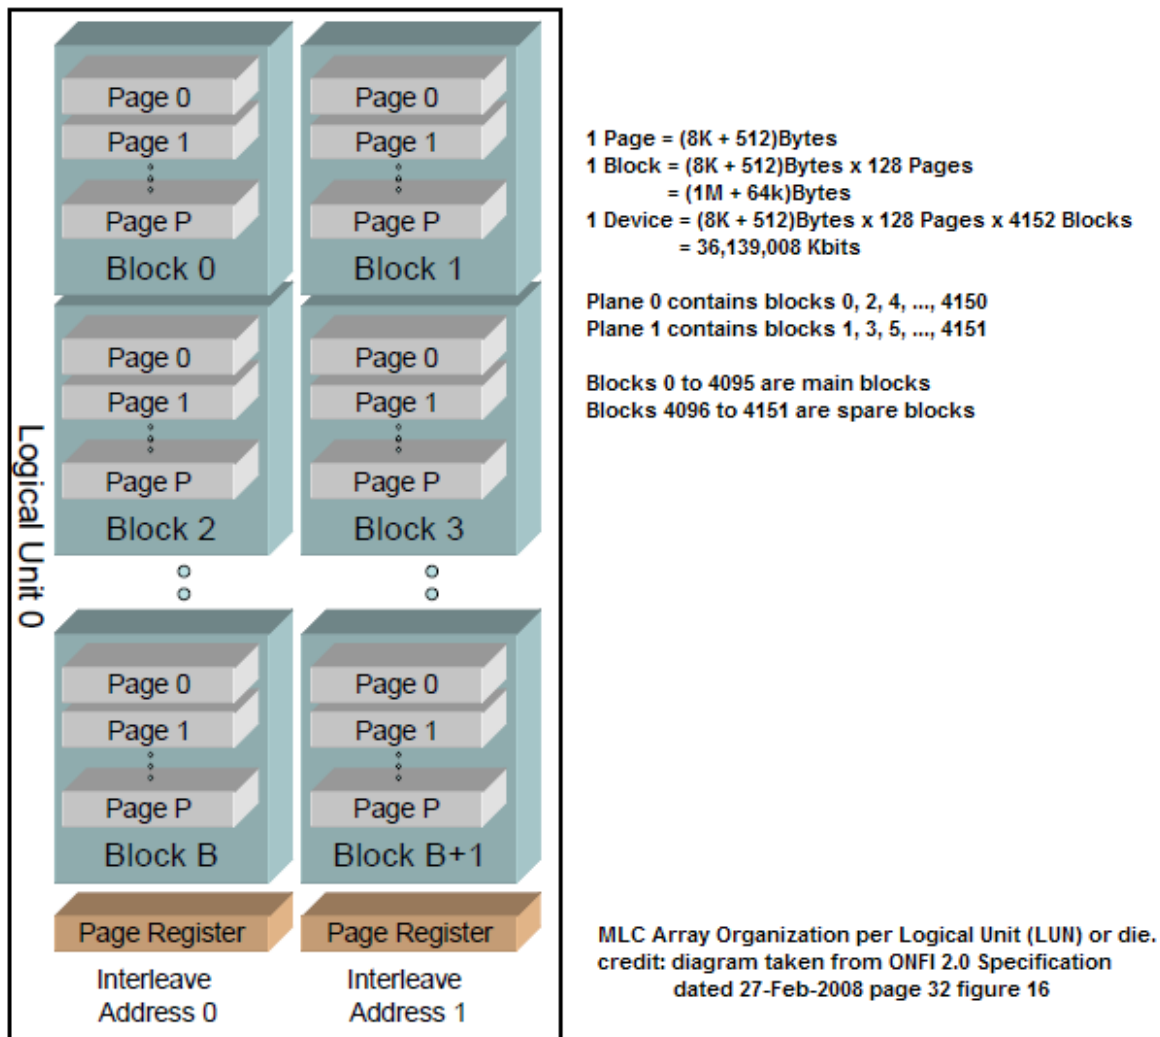 Logical Unit 0
Page 0
Page 1
Page P
Block 0
Page 0
Page 1
Page P
Block 1
Page 0
Page 1
Page P
Block 2
Page 0
Page 1
Page P
Block 3
Page 0
Page 1
Page P
Block B
Page 0
Page 1
Page P
Block B+1
Page Register
Interleave
Address 0
Page Register
Interleave
Address 1
1 Page = (8K + 512)Bytes
1 Block = (8K + 512)Bytes x 128 Pages
= (1M + 64k)Bytes
1 Device = (8K + 512)Bytes x 128 Pages x 4152 Blocks
= 36,139,008 Kbits
Plane 0 contains blocks 0, 2, 4, ..., 4150
Plane 1 contains blocks 1, 3, 5, ..., 4151
Blocks 0 to 4095 are main blocks
Blocks 4096 to 4151 are spare blocks
MLC Array Organization per Logical Unit (LUN) or die.
credit: diagram taken from ONFI 2.0 Specification
dated 27-Feb-2008 page 32 figure 16